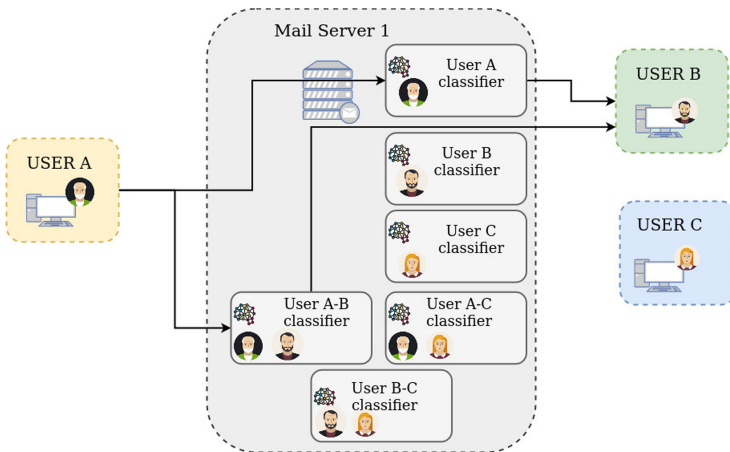 Mail Server 1
User A
classifier
USER B
USER A
User B
classifier
User C
classifier
USER C
User A-B
classifier
User A-C
classifier
User B-C
classifier